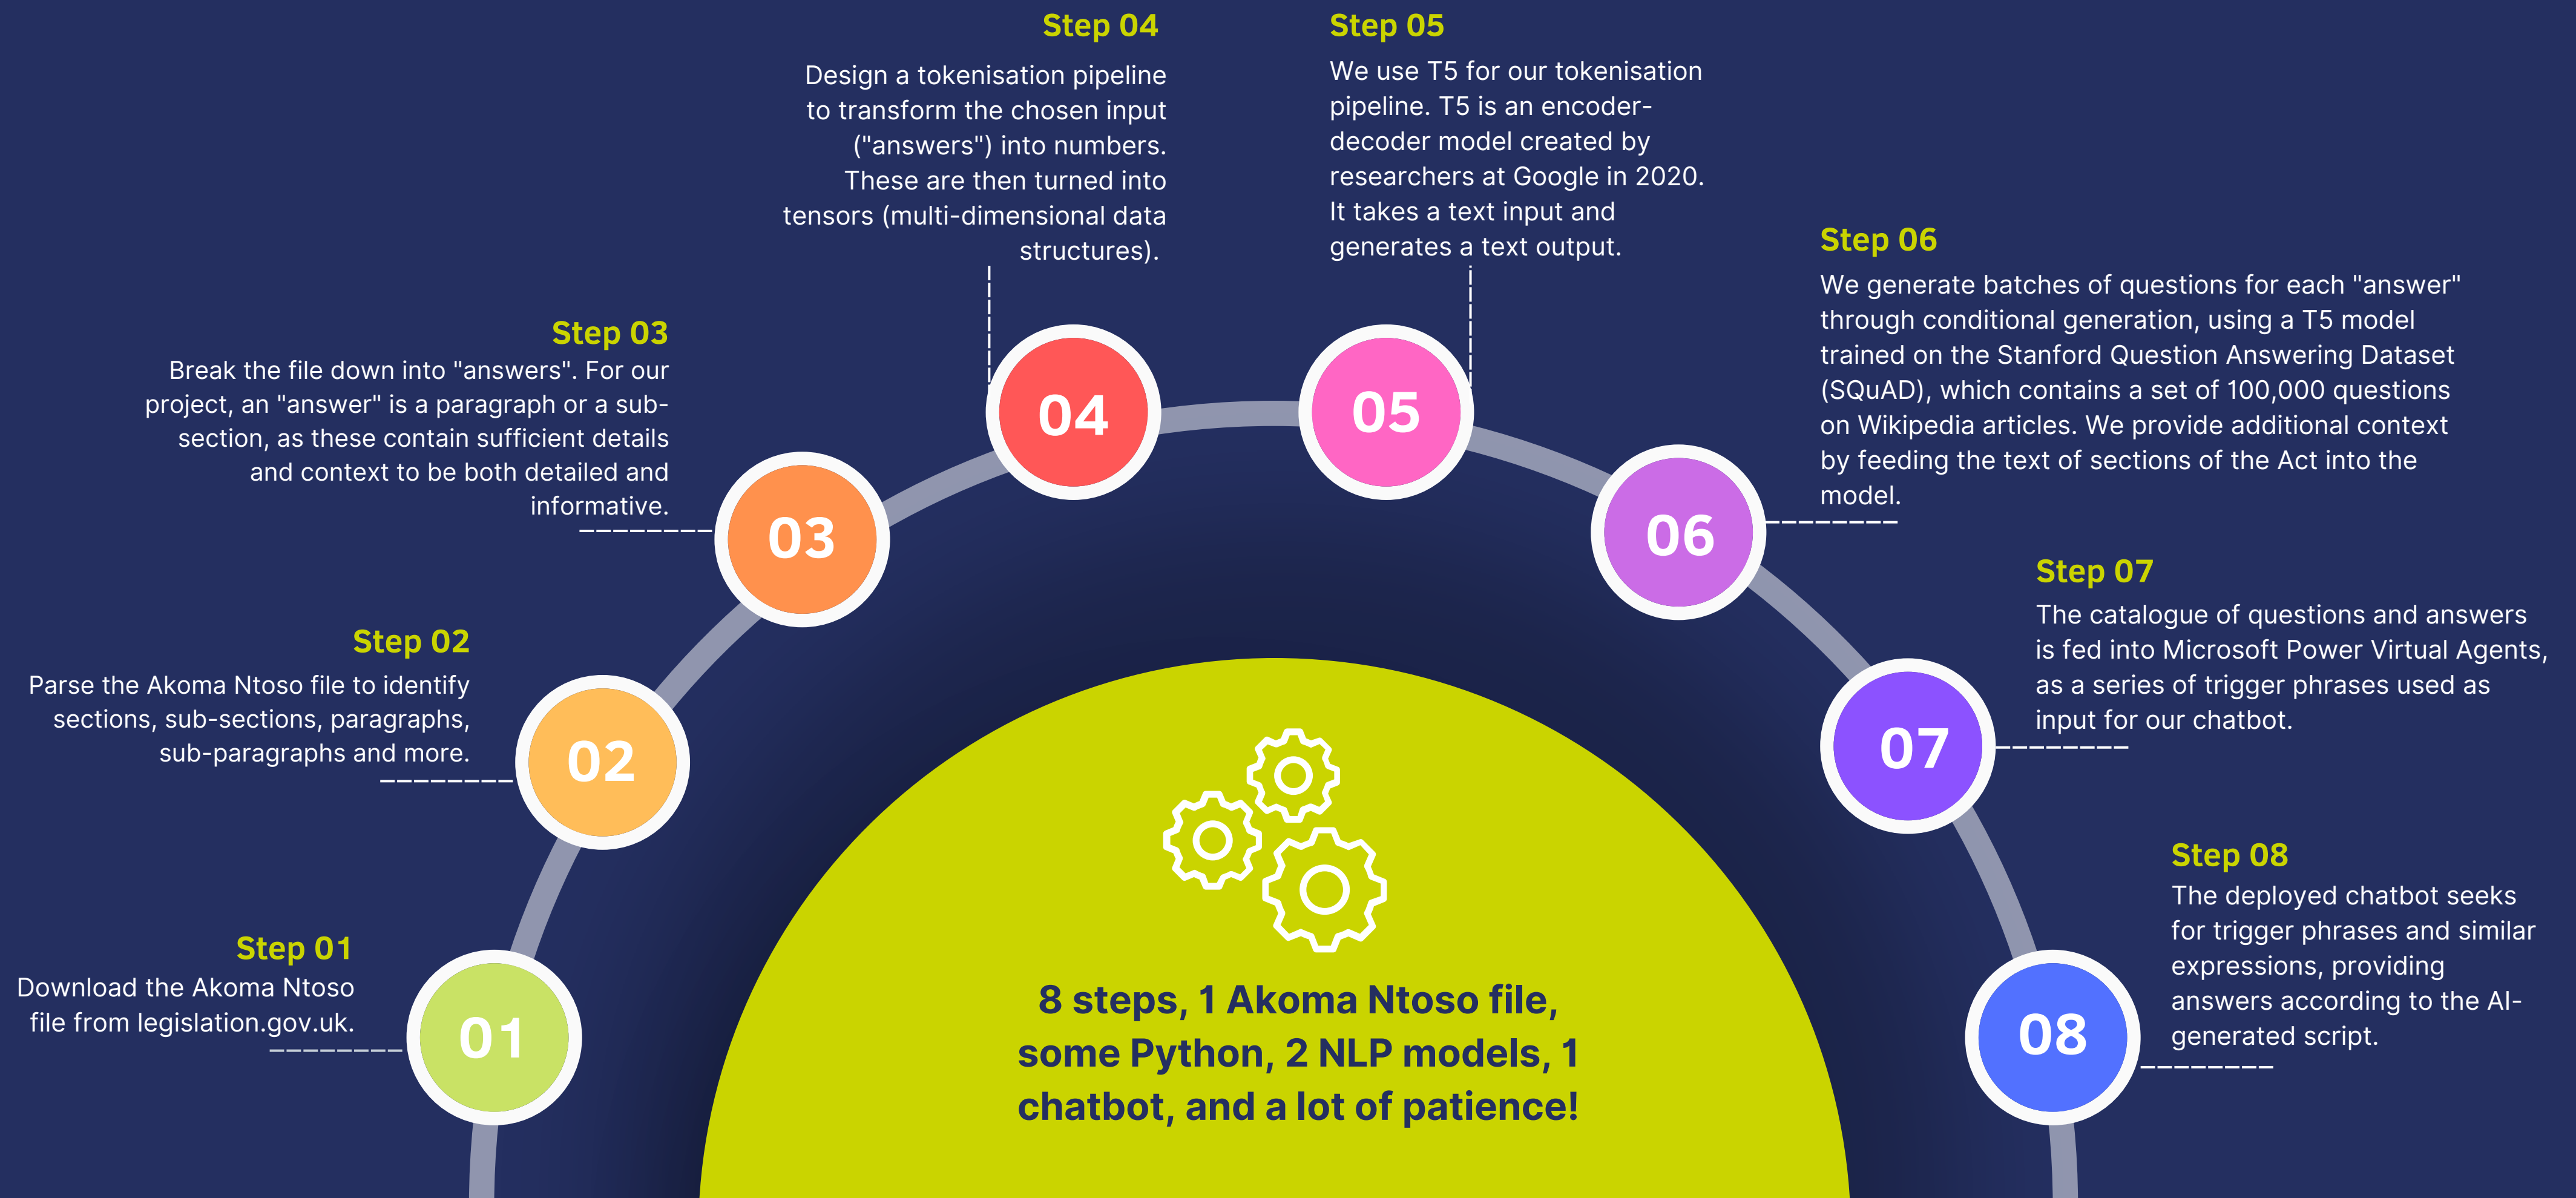 Step 01
Download the Akoma Ntoso
file from legislation.gov.uk.
01
Step 02
Parse the Akoma Ntoso file to identify
sections, sub-sections, paragraphs,
sub-paragraphs and more.
02
Step 03
Break the file down into "answers". For our
project, an "answer" is a paragraph or a sub-
section, as these contain sufficient details
and context to be both detailed and
informative.
03
Step 04
Design a tokenisation pipeline
to transform the chosen input
("answers") into numbers.
These are then turned into
tensors (multi-dimensional data
structures).
04
Step 05
We use T5 for our tokenisation
pipeline. T5 is an encoder-
decoder model created by
researchers at Google in 2020.
It takes a text input and
generates a text output.
05
Step 06
We generate batches of questions for each "answer"
through conditional generation, using a T5 model
trained on the Stanford Question Answering Dataset
(SQuAD), which contains a set of 100,000 questions
on Wikipedia articles. We provide additional context
by feeding the text of sections of the Act into the
model.
06
Step 07
The catalogue of questions and answers
is fed into Microsoft Power Virtual Agents,
as a series of trigger phrases used as
input for our chatbot.
07
Step 08
The deployed chatbot seeks
for trigger phrases and similar
expressions, providing
answers according to the AI-
generated script.
08
8 steps, 1 Akoma Ntoso file,
some Python, 2 NLP models, 1
chatbot, and a lot of patience!